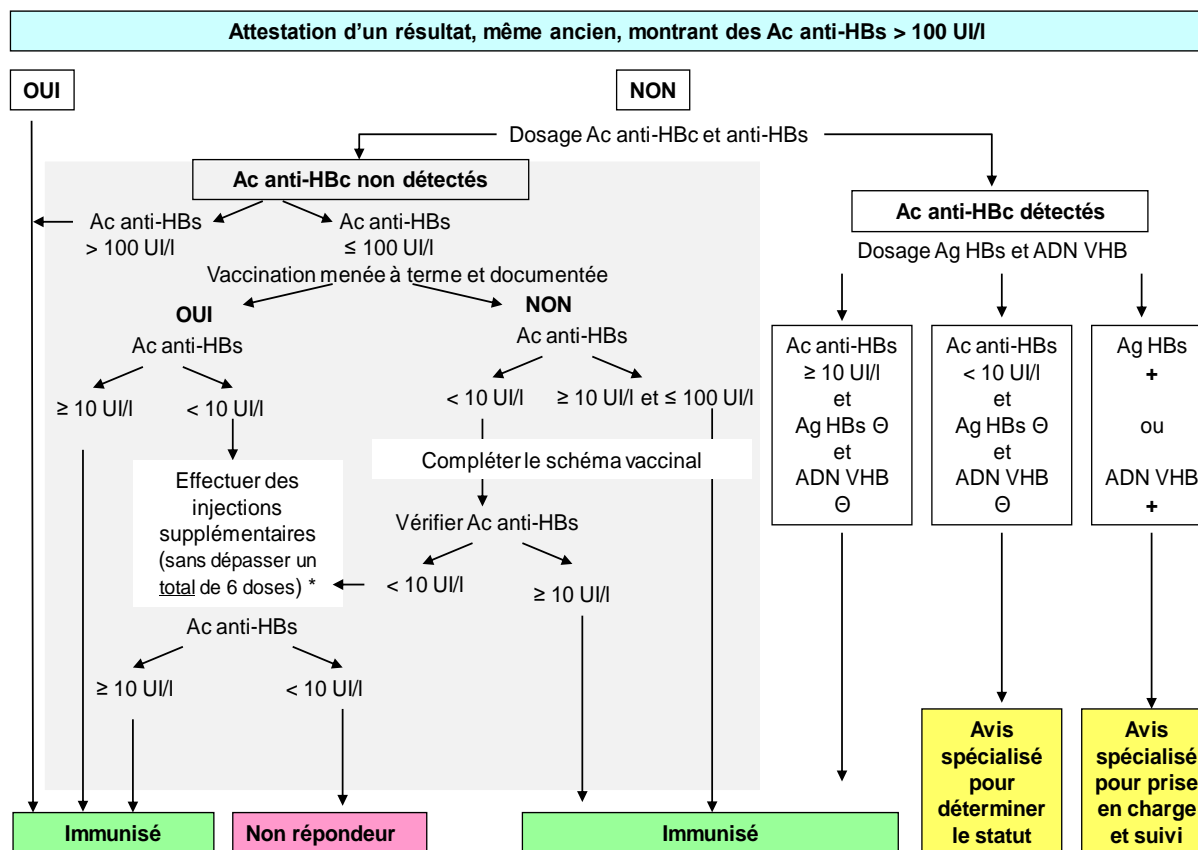 Attestation d'un résultat, même ancien, montrant des Ac anti-HBs > 100 UI/l
OUI
NON
Dosage Ac anti-HBc et anti-HBs
Ac anti-HBc non détectés
Ac anti-HBs
> 100 UI/l
Ac anti-HBs
≤ 100 UI/l
Vaccination menée à terme et documentée
OUI
Ac anti-HBs
≥ 10 UI/l
< 10 UI/l
NON
Ac anti-HBs
< 10 UI/l
≥ 10 UI/l et ≤ 100 UI/l
Effectuer des
injections
supplémentaires
(sans dépasser un
total de 6 doses) *
Compléter le schéma vaccinal
Vérifier Ac anti-HBs
< 10 UI/l
≥ 10 UI/l
Ac anti-HBs
≥ 10 UI/l
< 10 UI/l
Ac anti-HBc détectés
Dosage Ag HBs et ADN VHB
Ac anti-HBs
≥ 10 UI/l
et
Ag HBs Θ
et
ADN VHB
Θ
Ac anti-HBs
< 10 UI/l
et
Ag HBs Θ
et
ADN VHB
Θ
Ag HBs
+
ou
ADN VHB
+
Immunisé
Non répondeur
Immunisé
Avis
spécialisé
pour
déterminer
le statut
Avis
spécialisé
pour prise
en charge
et suivi